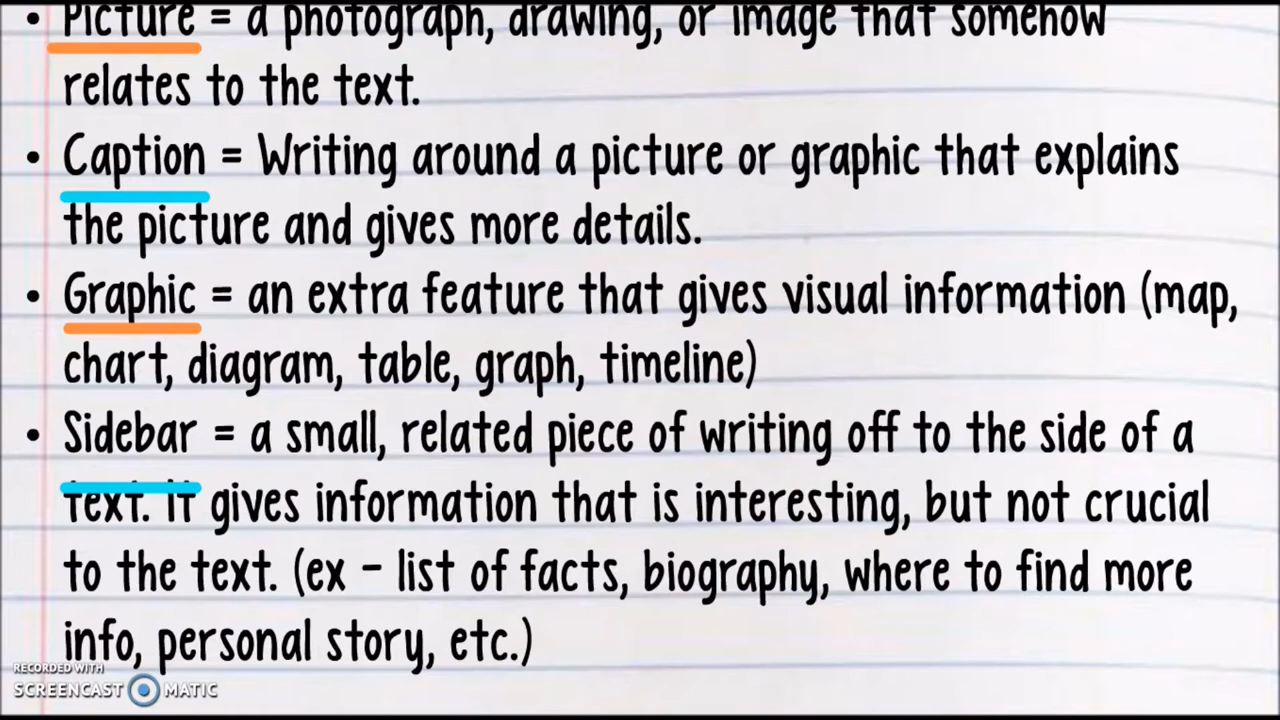 • Picture = a photograph, drawing, or image that somehow
relates to the text.
• Caption = Writing around a picture or graphic that explains
the picture and gives more details.
• Graphic = an extra feature that gives visual information (map,
chart, diagram, table, graph, timeline)
• Sidebar = a small, related piece of writing off to the side of a
text. It gives information that is interesting, but not crucial
to the text. (ex – list of facts, biography, where to find more
info, personal story, etc.)
RECORDED WITH
SCREENCAST MATIC